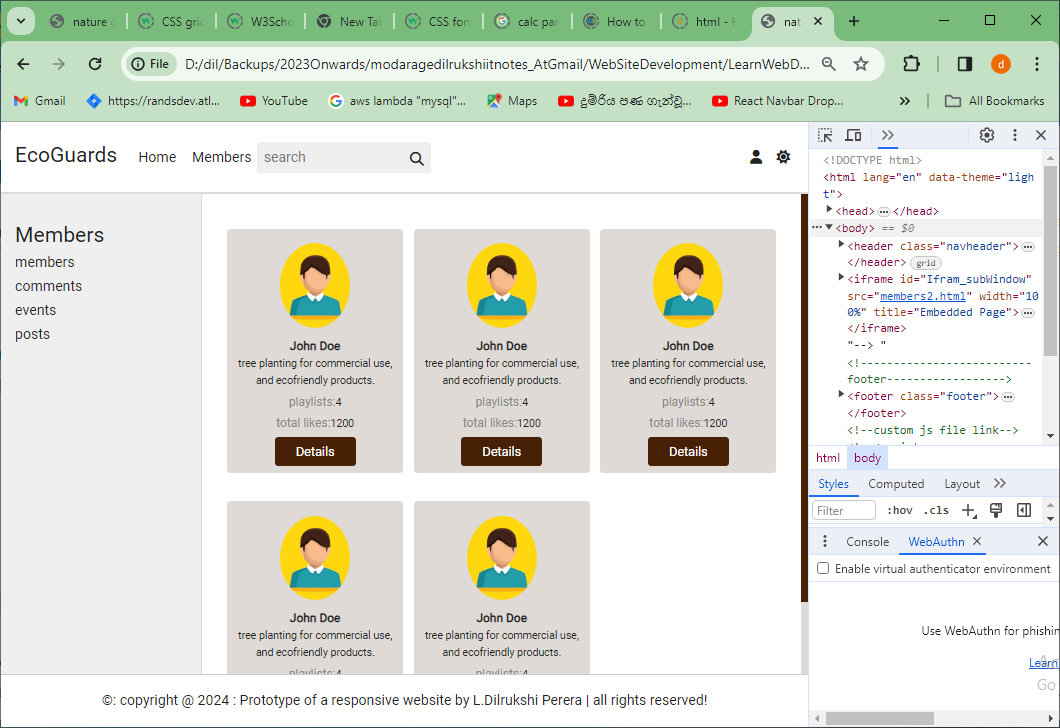 nature c
CSS grid
W3Scho
New Tab
CSS fon
calc par
How to
html - H
nat
File
D:/dil/Backups/2023Onwards/modaragedilrukshiitnotes_AtGmail/WebSiteDevelopment/LearnWebD...
d
Gmail
https://randsdev.atl...
YouTube
aws lambda "mysql"...
Maps
දුම්රිය පණ ගැන්වූ...
React Navbar Drop...
All Bookmarks
EcoGuards
Home
Members
search
Members
members
comments
events
posts
John Doe
tree planting for commercial use,
and ecofriendly products.
playlists:4
total likes:1200
Details
John Doe
tree planting for commercial use,
and ecofriendly products.
playlists:4
total likes:1200
Details
John Doe
tree planting for commercial use,
and ecofriendly products.
playlists:4
total likes:1200
Details
John Doe
tree planting for commercial use,
and ecofriendly products.
playlists:4
John Doe
tree planting for commercial use,
and ecofriendly products.
playlists:4
©: copyright @ 2024 : Prototype of a responsive website by L.Dilrukshi Perera | all rights reserved!
<!DOCTYPE html>
<html lang="en" data-theme="ligh
t">
<head> ... </head>
<body> == $0
<header class="navheader"> ...
</header> grid
<iframe id="Ifram_subWindow"
src="members2.html" width="10
0%" title="Embedded Page"> ...
</iframe>
"--> "
<!--------------------------
footer------------------>
<footer class="footer"> ...
</footer>
<!--custom js file link-->
html body
Styles Computed Layout
Filter :hov .cls
Console WebAuthn
Enable virtual authenticator environment
Use WebAuthn for phishin
Learn
Go